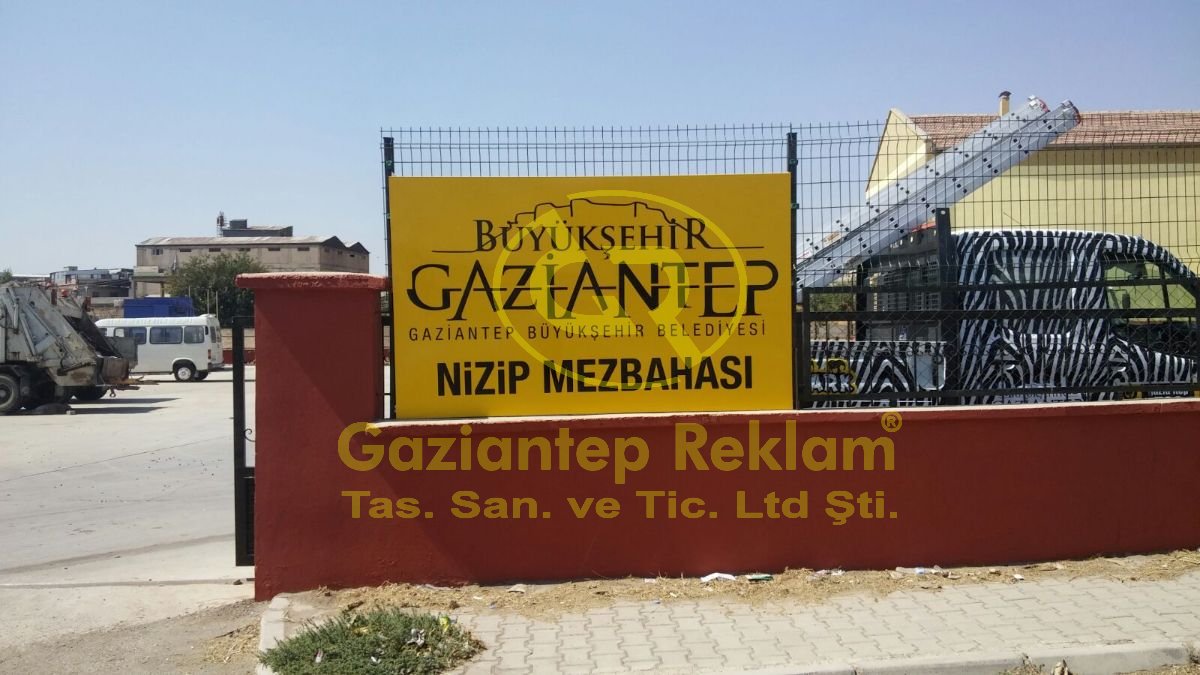 BÜYÜKŞEHİR
GAZİANTEP
GAZİANTEP BÜYÜKŞEHİR BELEDİYESİ
NİZİP MEZBAHASI
ARK
Gaziantep Reklam®
Tas. San. ve Tic. Ltd Şti.